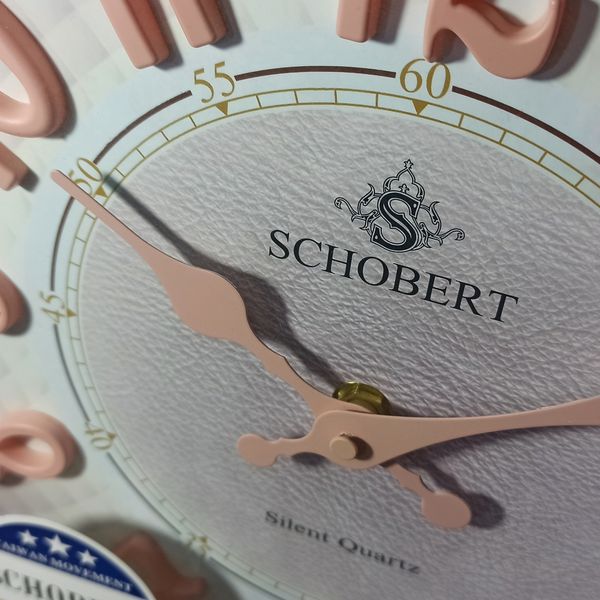 55
60
50
S
SCHOBERT
45
40
Silent Quartz
TAIWAN MOVEMENT